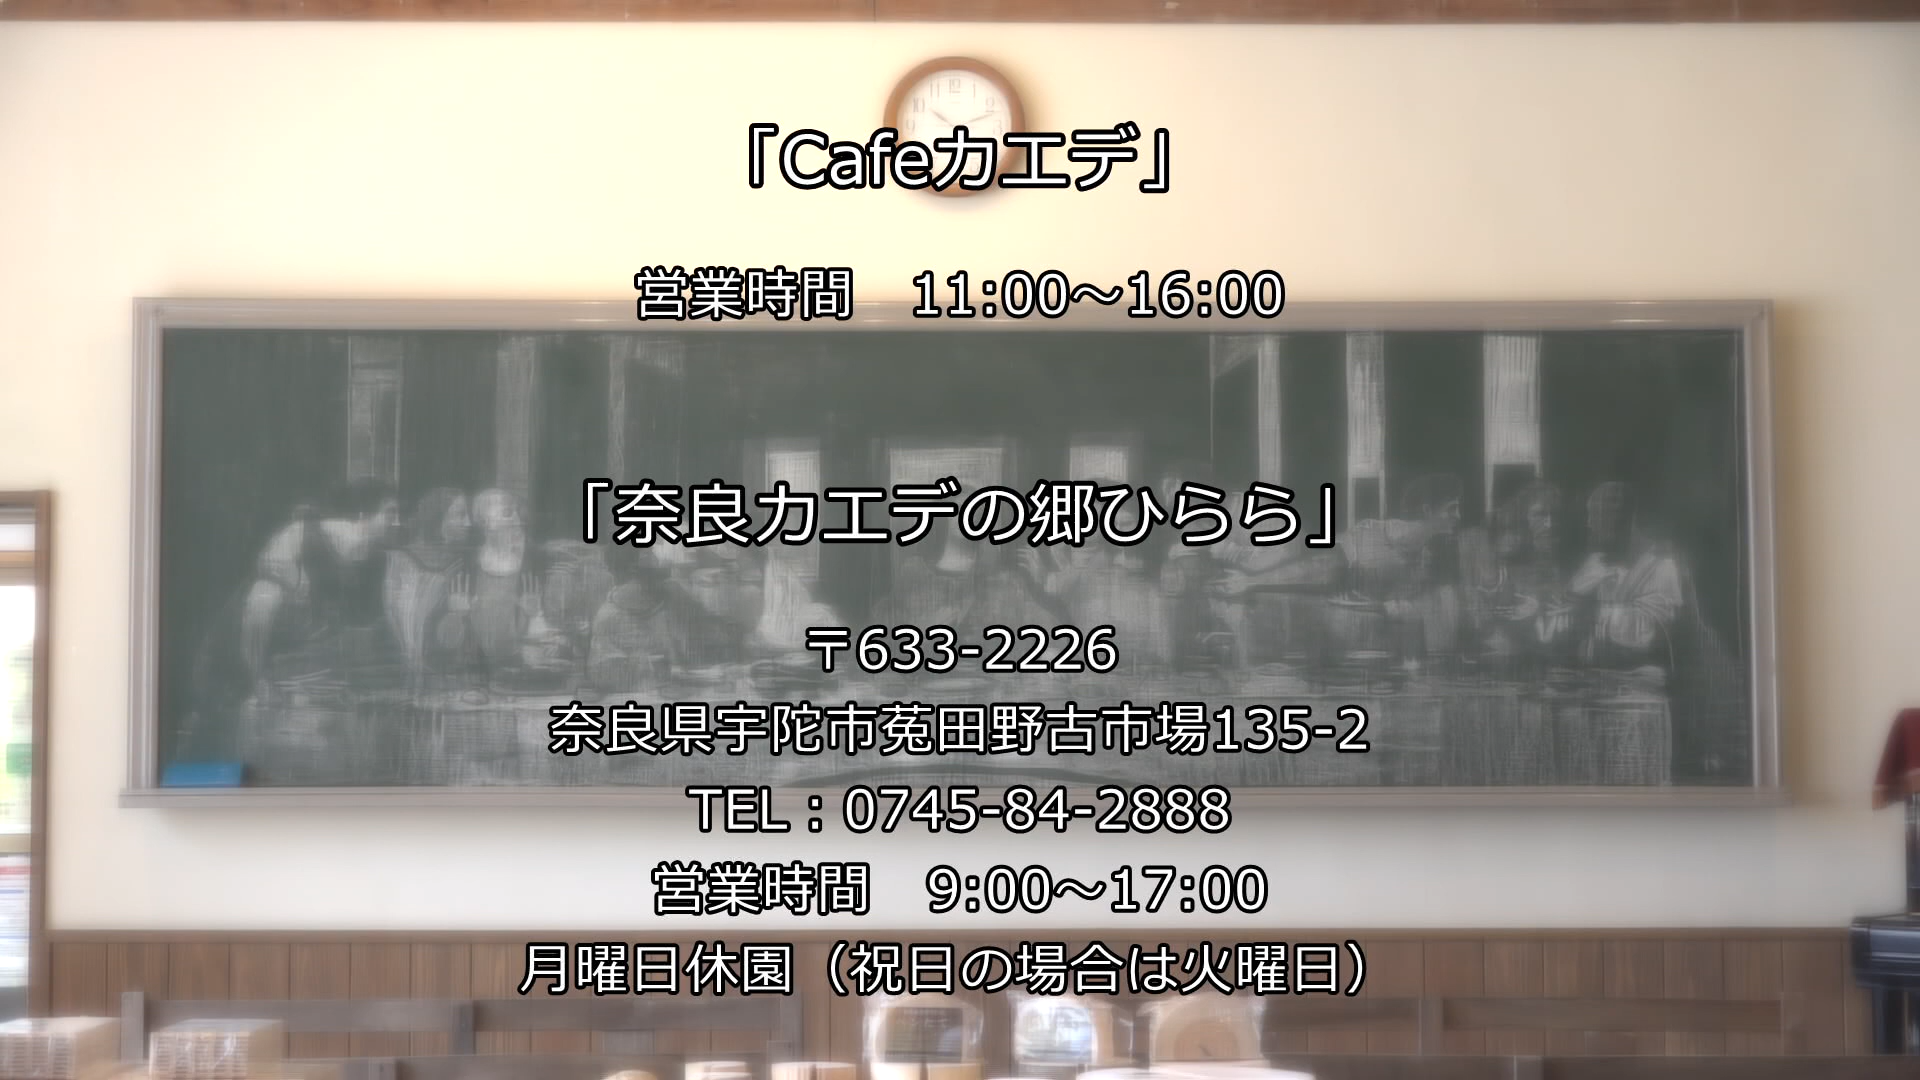 「Cafeカエデ」
営業時間　11:00～16:00
「奈良カエデの郷ひらら」
〒633-2226
奈良県宇陀市菟田野古市場135-2
TEL：0745-84-2888
営業時間　9:00～17:00
月曜日休園（祝日の場合は火曜日）